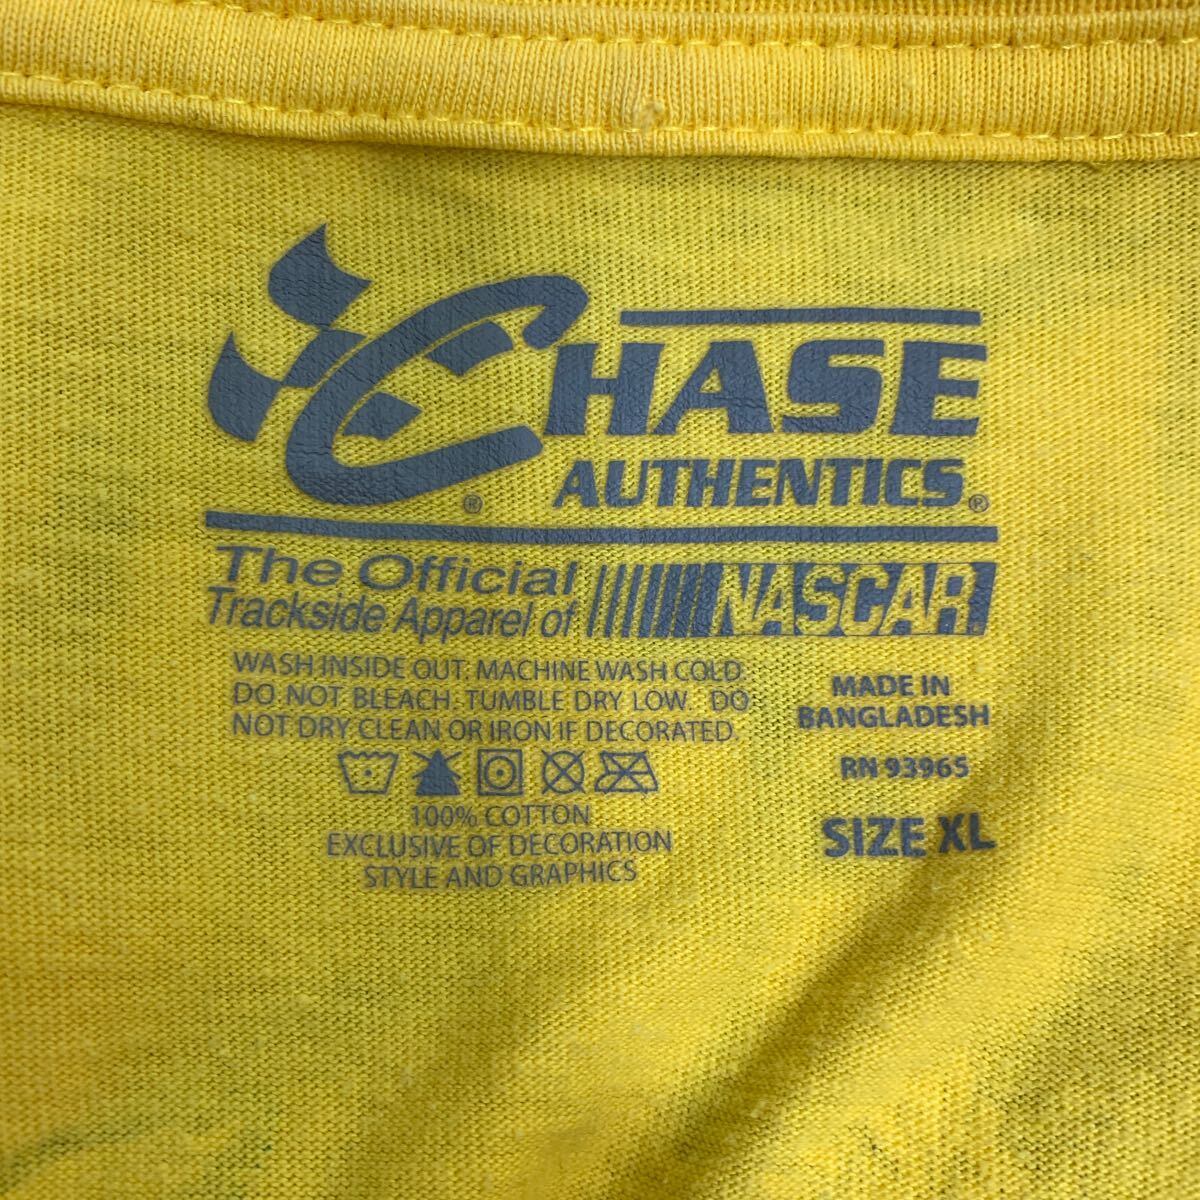 CHASE
AUTHENTICS®
®
The Official
Trackside Apparel of
NASCAR®
WASH INSIDE OUT. MACHINE WASH COLD.
DO NOT BLEACH. TUMBLE DRY LOW. DO
NOT DRY CLEAN OR IRON IF DECORATED.
100% COTTON
EXCLUSIVE OF DECORATION
STYLE AND GRAPHICS
MADE IN
BANGLADESH
RN 93965
SIZE XL